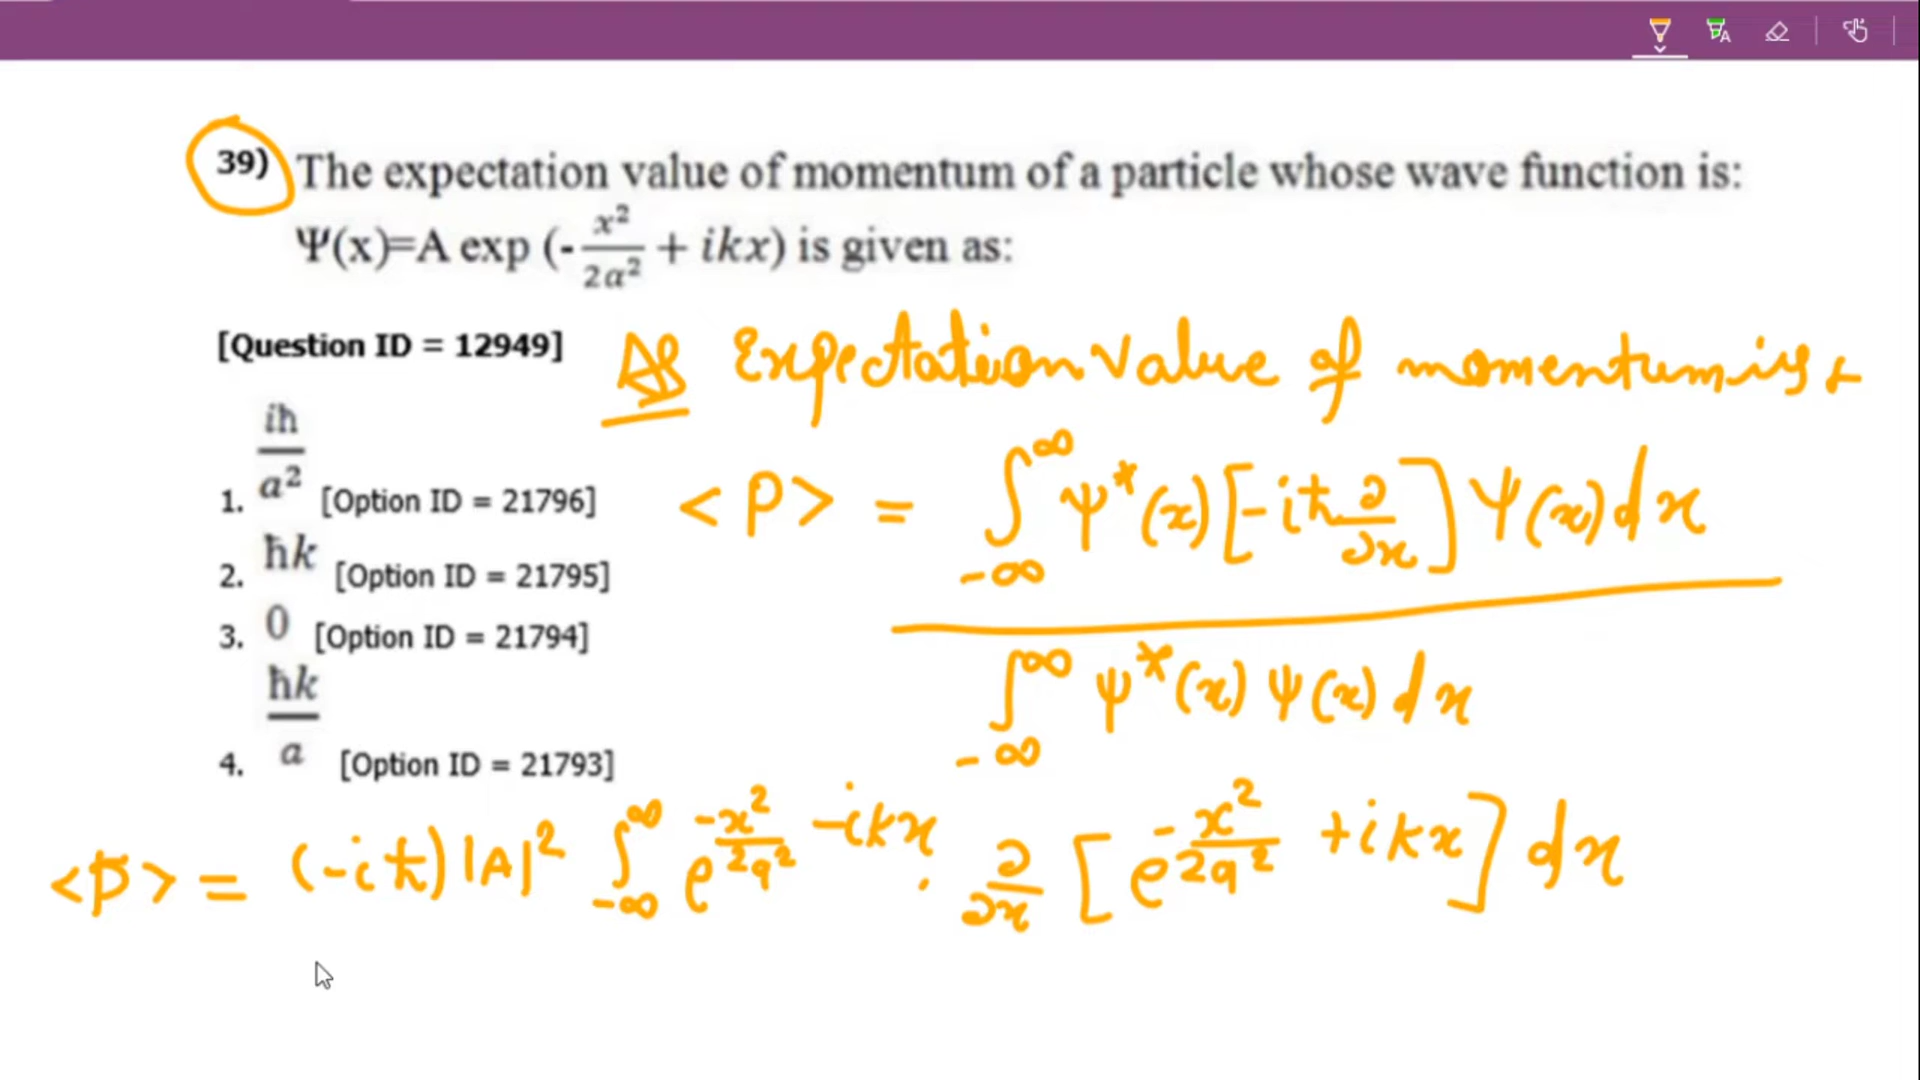 39) The expectation value of momentum of a particle whose wave function is:
Ψ(x)=A exp (-x²/2a² + ikx) is given as:
[Question ID = 12949]
As Expectation value of momentum is :-
1. iħ/a² [Option ID = 21796]
<P> = ∫_{-∞}^{∞} ψ*(x)[-iħ ∂/∂x] ψ(x)dx / ∫_{-∞}^{∞} ψ*(x) ψ(x) dx
2. ħk [Option ID = 21795]
3. 0 [Option ID = 21794]
4. ħk/a [Option ID = 21793]
<p> = (-iħ) |A|² ∫_{-∞}^{∞} e^{-x²/2a² - ikx} . ∂/∂x [e^{-x²/2a² + ikx}] dx